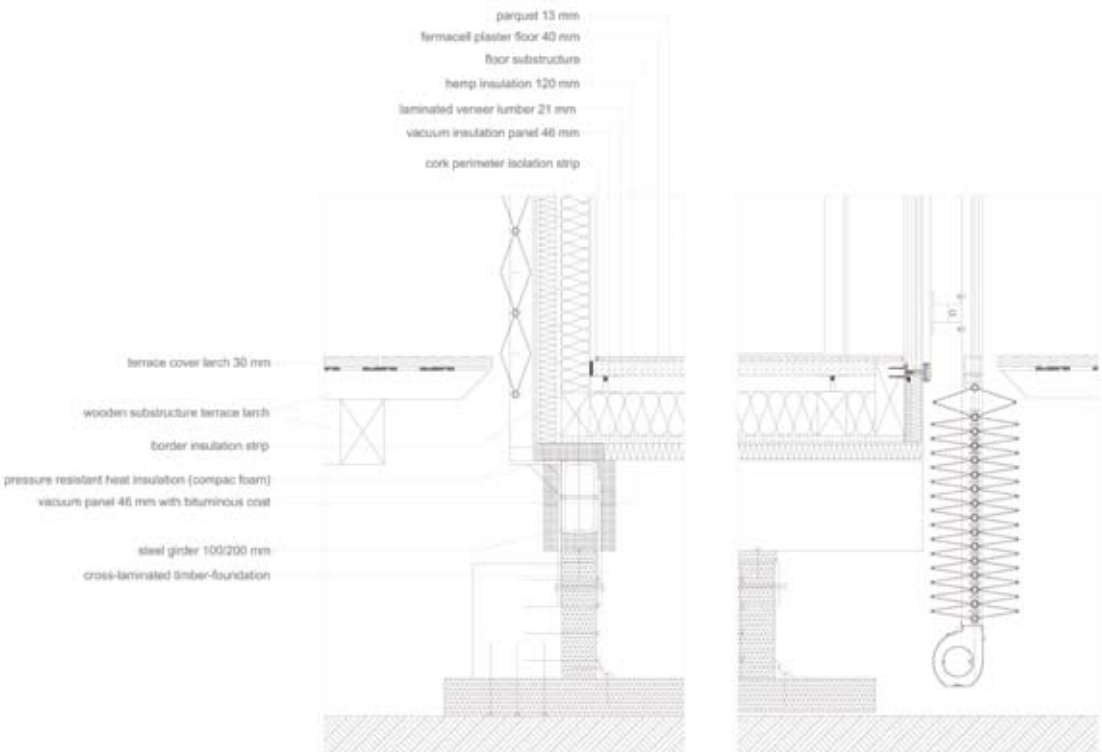 parquet 13 mm
fermacell plaster floor 40 mm
floor substructure
hemp insulation 120 mm
laminated veneer lumber 21 mm
vacuum insulation panel 46 mm
cork perimeter isolation strip
terrace cover larch 30 mm
wooden substructure terrace larch
border insulation strip
pressure resistant heat insulation (compac foam)
vacuum panel 46 mm with bituminous coat
steel girder 100/200 mm
cross-laminated timber-foundation